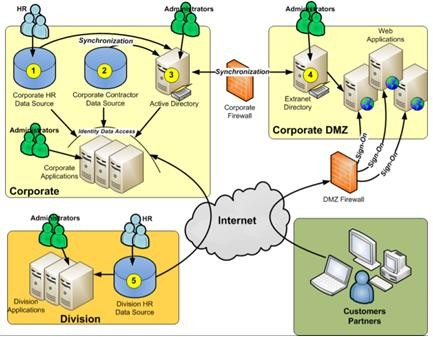 HR
Administrators
Administrators
Web
Applications
Synchronization
1
2
3
Synchronization
4
Corporate HR
Data Source
Corporate Contractor
Data Source
Active Directory
Corporate
Firewall
Extranet
Directory
Corporate DMZ
Administrators
Identity Data Access
Corporate
Applications
Corporate
Sign-On
Sign-On
Sign-On
DMZ Firewall
Internet
Administrators
HR
5
Division
Applications
Division HR
Data Source
Division
Customers
Partners